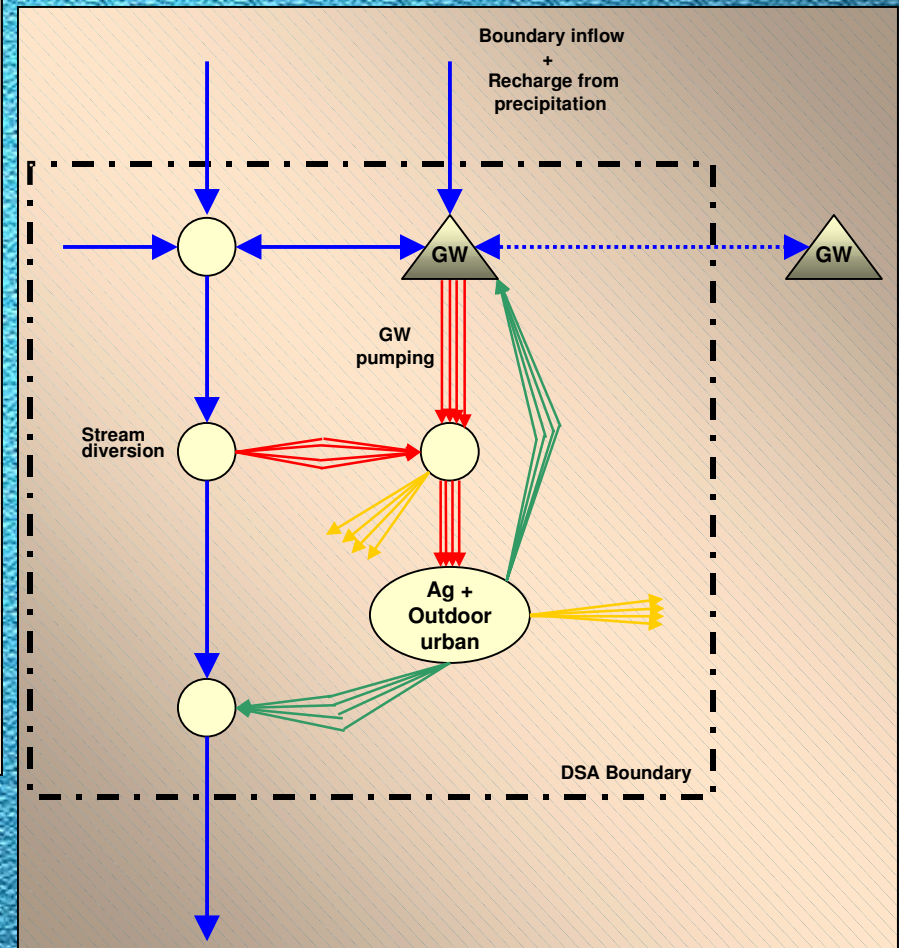 Boundary inflow
+
Recharge from
precipitation
GW
GW
GW
pumping
Stream
diversion
Ag +
Outdoor
urban
DSA Boundary